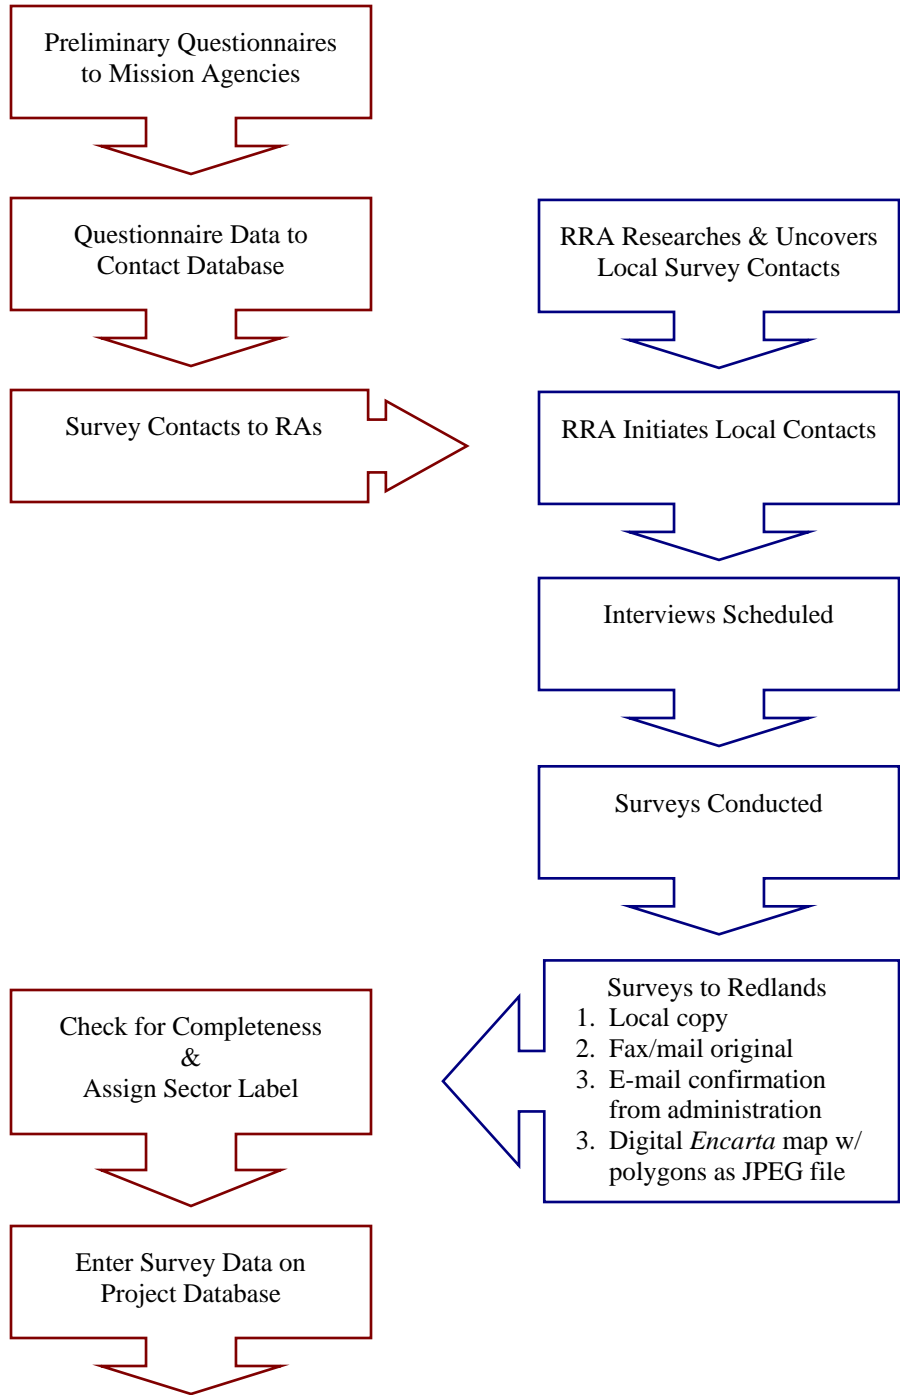 Preliminary Questionnaires
to Mission Agencies
Questionnaire Data to
Contact Database
Survey Contacts to RAs
RRA Researches & Uncovers
Local Survey Contacts
RRA Initiates Local Contacts
Interviews Scheduled
Surveys Conducted
Surveys to Redlands
1. Local copy
2. Fax/mail original
3. E-mail confirmation
from administration
3. Digital Encarta map w/
polygons as JPEG file
Check for Completeness
&
Assign Sector Label
Enter Survey Data on
Project Database